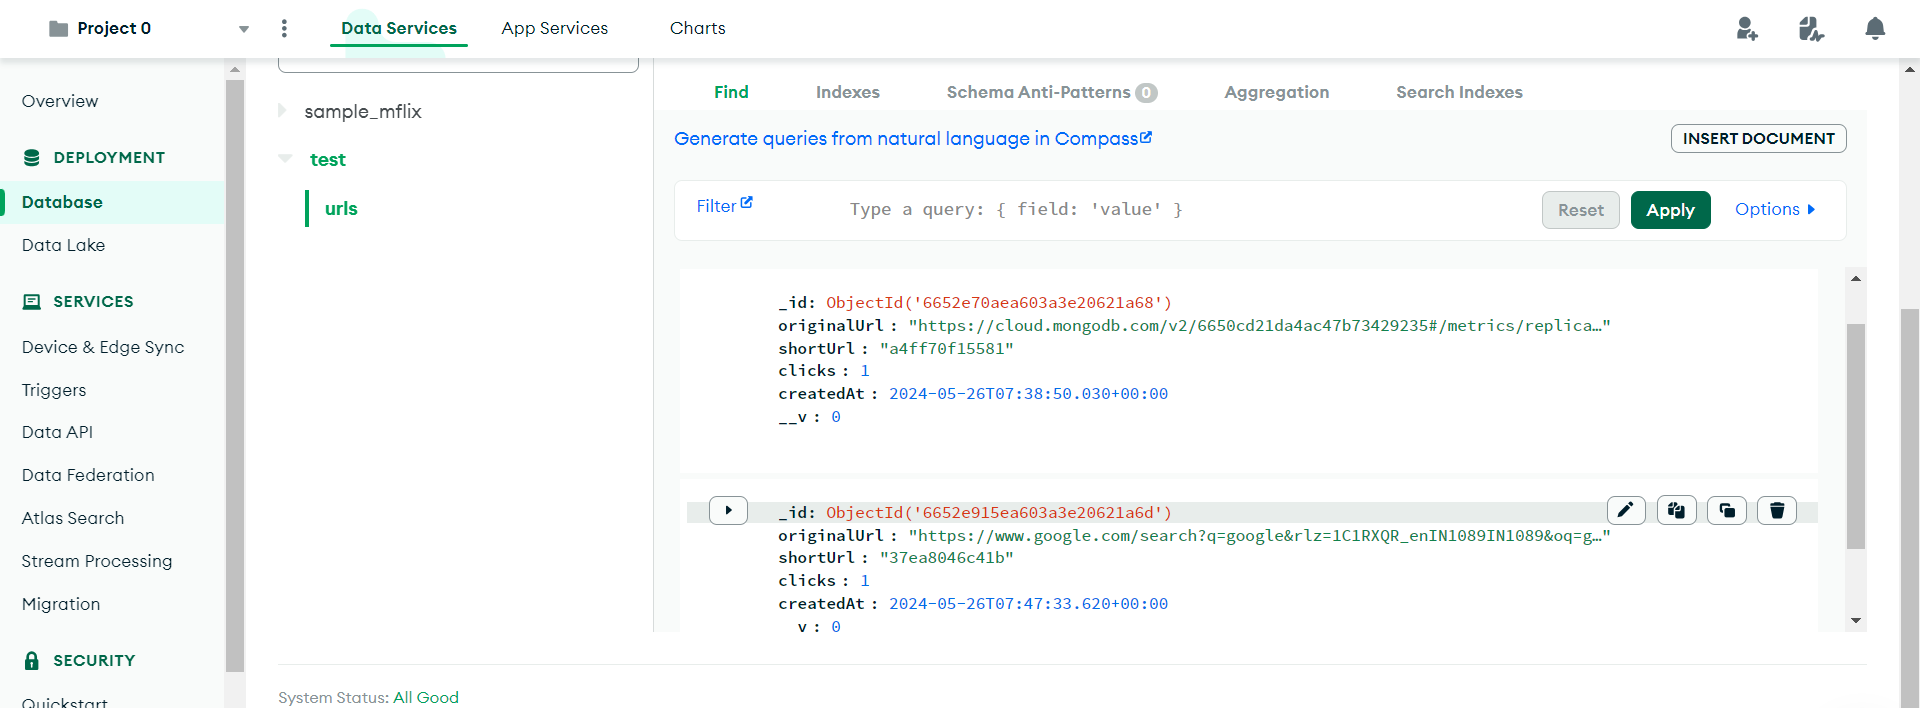 Project 0
Data Services
App Services
Charts
Overview
DEPLOYMENT
Database
Data Lake
SERVICES
Device & Edge Sync
Triggers
Data API
Data Federation
Atlas Search
Stream Processing
Migration
SECURITY
Quickstart
sample_mflix
test
urls
Find
Indexes
Schema Anti-Patterns 0
Aggregation
Search Indexes
Generate queries from natural language in Compass
INSERT DOCUMENT
Filter
Type a query: { field: 'value' }
Reset
Apply
Options
_id: ObjectId('6652e70aea603a3e20621a68')
originalUrl : "https://cloud.mongodb.com/v2/6650cd21da4ac47b73429235#/metrics/replica…"
shortUrl : "a4ff70f15581"
clicks : 1
createdAt : 2024-05-26T07:38:50.030+00:00
__v : 0
_id: ObjectId('6652e915ea603a3e20621a6d')
originalUrl : "https://www.google.com/search?q=google&rlz=1C1RXQR_enIN1089IN1089&oq=g…"
shortUrl : "37ea8046c41b"
clicks : 1
createdAt : 2024-05-26T07:47:33.620+00:00
v : 0
System Status: All Good